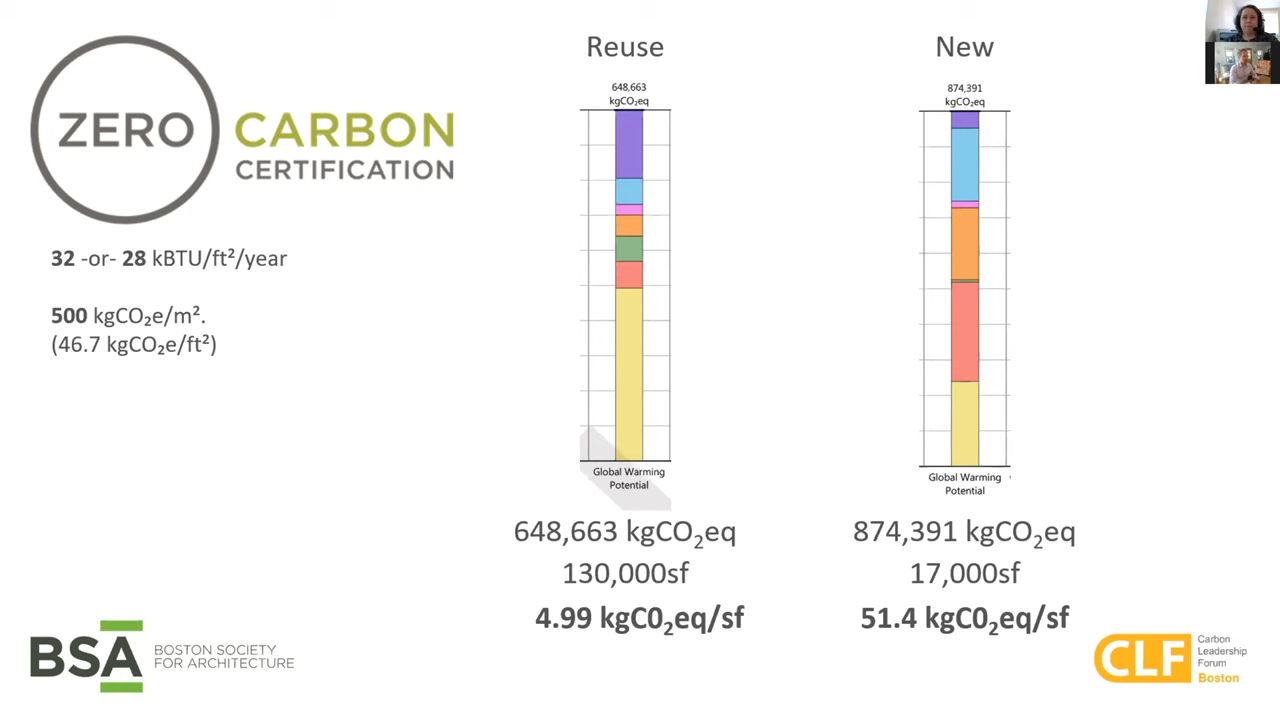 ZERO CARBON
CERTIFICATION
32 -or- 28 kBTU/ft²/year
500 kgCO₂e/m².
(46.7 kgCO₂e/ft²)
Reuse
648,663
kgCO₂eq
Global Warming
Potential
648,663 kgCO₂eq
130,000sf
4.99 kgC0₂eq/sf
New
874,391
kgCO₂eq
Global Warming
Potential
874,391 kgCO₂eq
17,000sf
51.4 kgC0₂eq/sf
BSA
BOSTON SOCIETY
FOR ARCHITECTURE
CLF
Carbon
Leadership
Forum
Boston